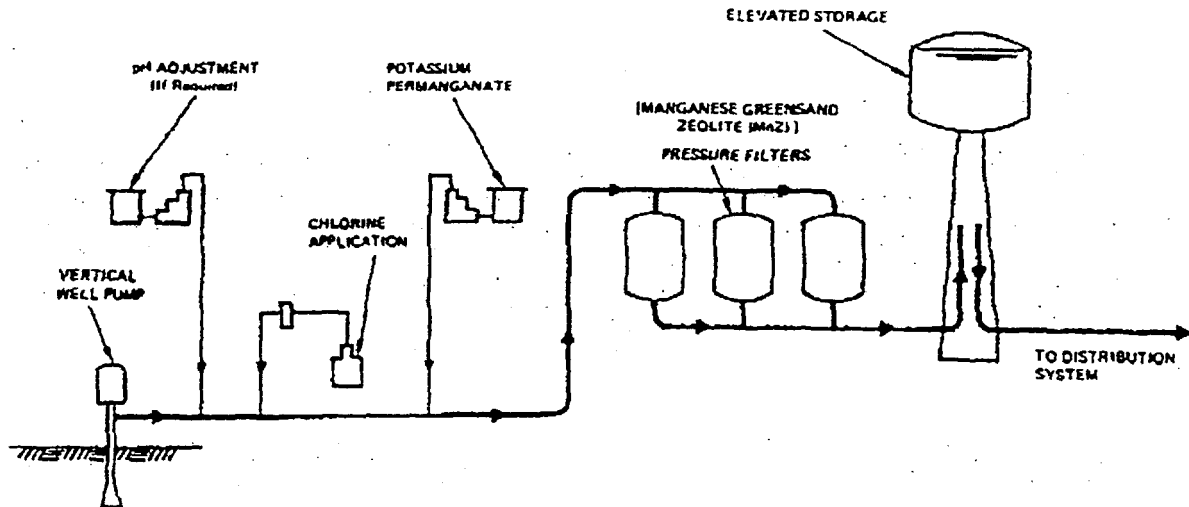 ELEVATED STORAGE
pH ADJUSTMENT
(If Required)
POTASSIUM
PERMANGANATE
[MANGANESE GREENSAND
ZEOLITE (MnZ)]
PRESSURE FILTERS
CHLORINE
APPLICATION
VERTICAL
WELL PUMP
TO DISTRIBUTION
SYSTEM